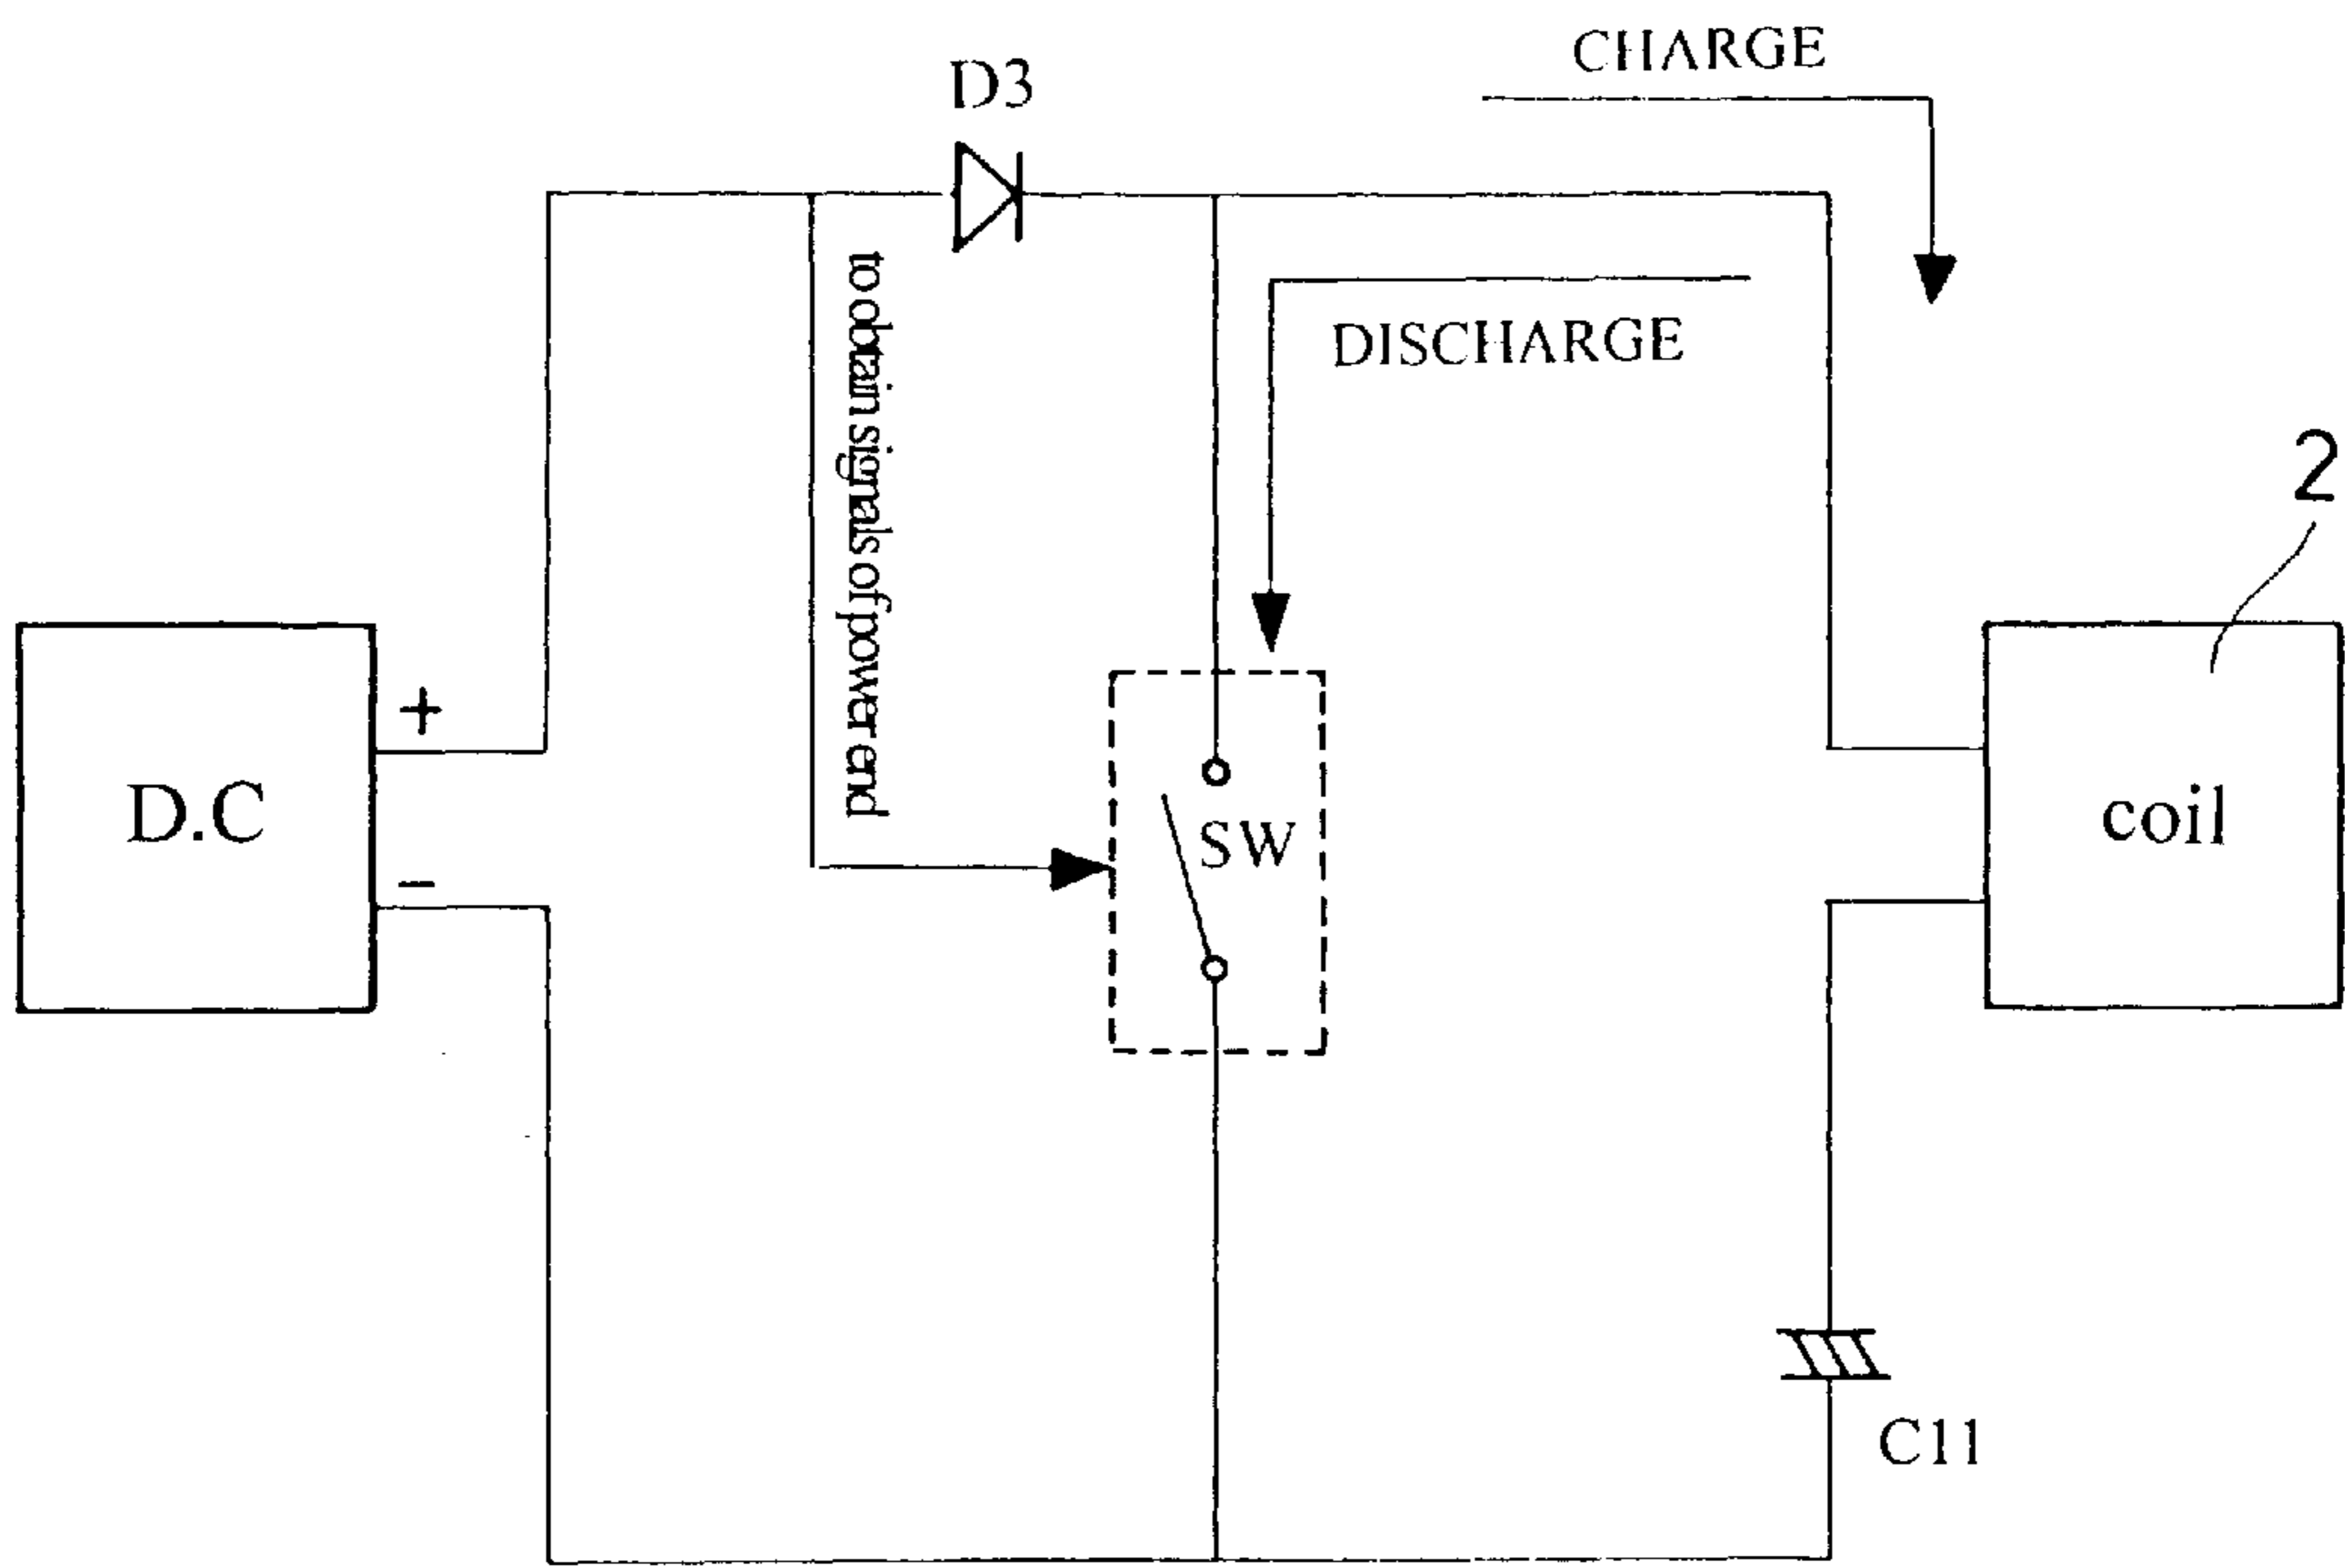 CHARGE
D3
to obtain signals of power end
DISCHARGE
2
+
D.C
SW
coil
−
C11